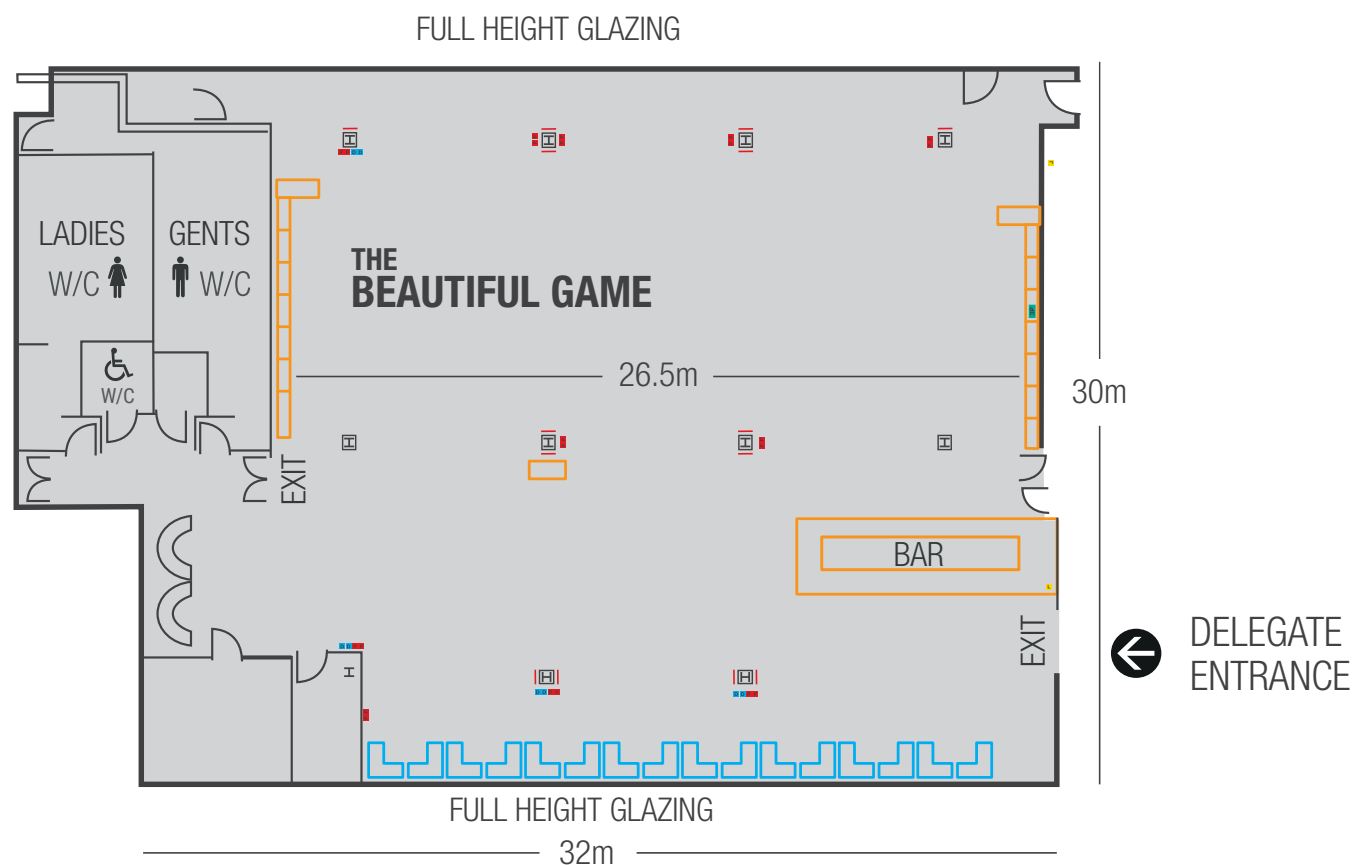 FULL HEIGHT GLAZING
LADIES
W/C
GENTS
W/C
THE
BEAUTIFUL GAME
W/C
26.5m
30m
EXIT
BAR
EXIT
DELEGATE
ENTRANCE
FULL HEIGHT GLAZING
32m